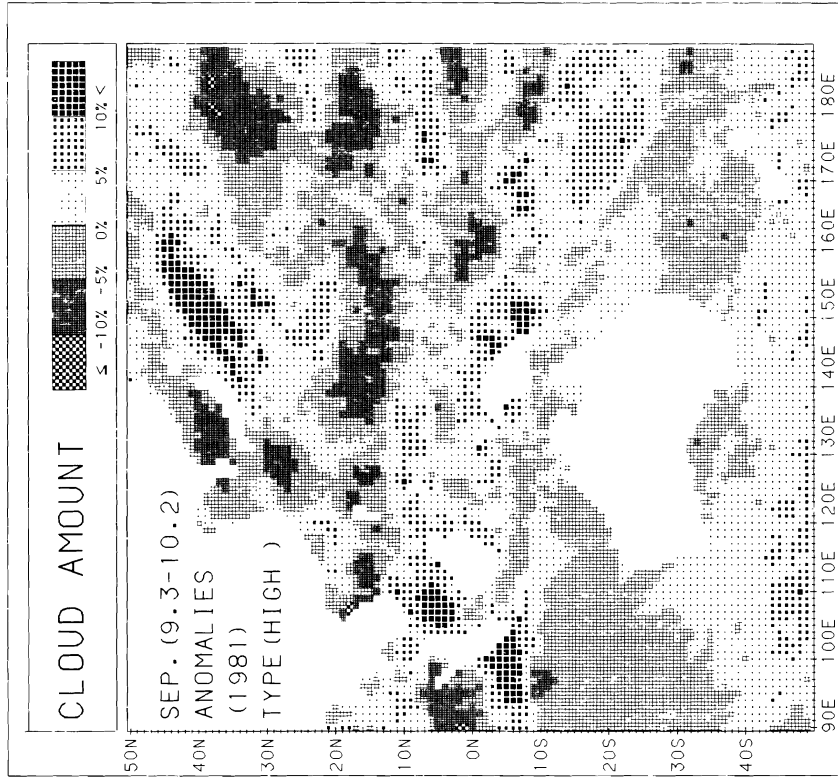 CLOUD AMOUNT
≤ -10% -5% 0% 5% 10% <
SEP. (9.3-10.2)
ANOMALIES
(1981)
TYPE (HIGH )
50N
40N
30N
20N
10N
0N
10S
20S
30S
40S
90E 100E 110E 120E 130E 140E 150E 160E 170E 180E